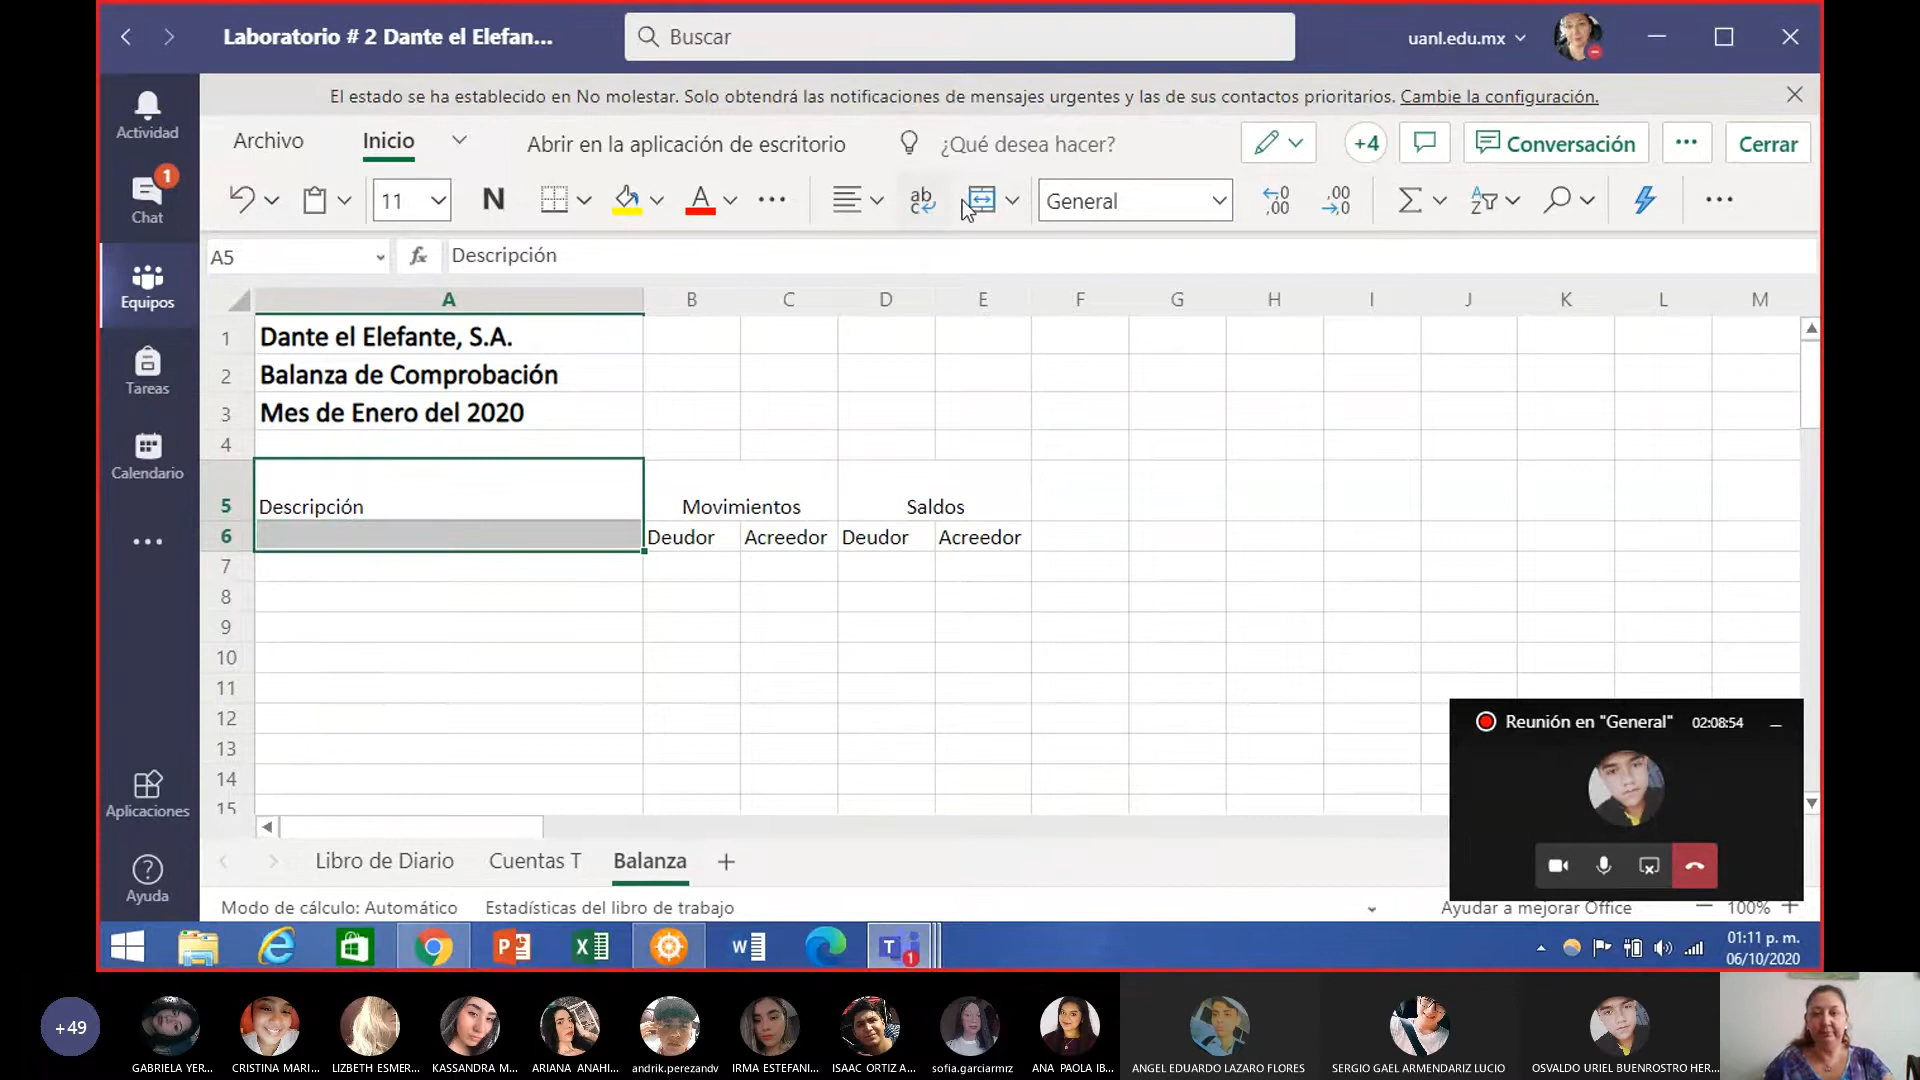 Laboratorio # 2 Dante el Elefan...
Buscar
uanl.edu.mx
El estado se ha establecido en No molestar. Solo obtendrá las notificaciones de mensajes urgentes y las de sus contactos prioritarios. Cambie la configuración.
Actividad
1
Chat
Equipos
Tareas
Calendario
Aplicaciones
Ayuda
Archivo
Inicio
Abrir en la aplicación de escritorio
¿Qué desea hacer?
+4
Conversación
Cerrar
11
N
General
A5
fx
Descripción
A B C D E F G H I J K L M
1 Dante el Elefante, S.A.
2 Balanza de Comprobación
3 Mes de Enero del 2020
4
5 Descripción Movimientos Saldos
6 Deudor Acreedor Deudor Acreedor
7
8
9
10
11
12
13
14
15
Reunión en "General" 02:08:54
Libro de Diario
Cuentas T
Balanza
Modo de cálculo: Automático
Estadísticas del libro de trabajo
Ayudar a mejorar Office
100%
01:11 p. m.
06/10/2020
+49
GABRIELA YER...
CRISTINA MARI...
LIZBETH ESMER...
KASSANDRA M...
ARIANA ANAHI...
andrik.perezandv
IRMA ESTEFANI...
ISAAC ORTIZ A...
sofia.garciarmrz
ANA PAOLA IB...
ANGEL EDUARDO LAZARO FLORES
SERGIO GAEL ARMENDARIZ LUCIO
OSVALDO URIEL BUENROSTRO HER...